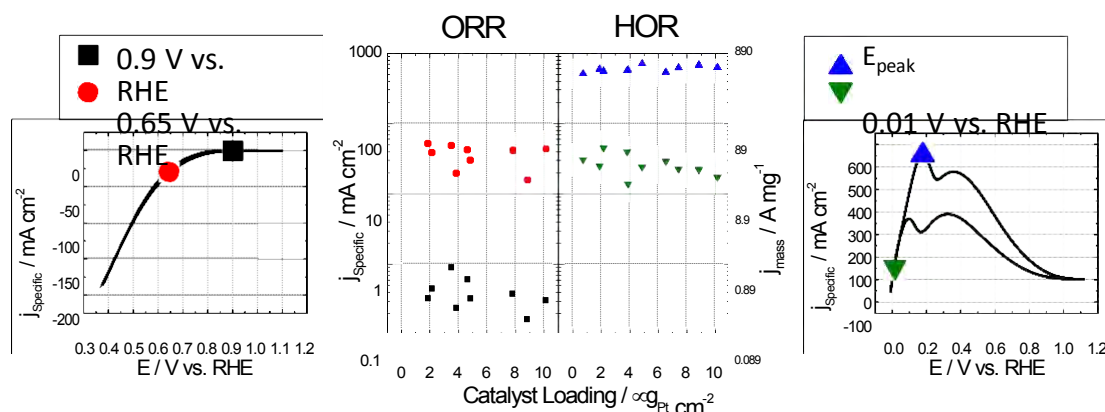 0.9 V vs.
RHE
0.65 V vs.
RHE
0
-50
-100
-150
-200
j_Specific / mA cm-2
0.3 0.4 0.5 0.6 0.7 0.8 0.9 1.0 1.1 1.2
E / V vs. RHE
ORR HOR
1000
100
10
1
0.1
j_Specific / mA cm-2
890
89
8.9
0.89
0.089
j_mass / A mg-1
0 2 4 6 8 10 0 2 4 6 8 10
Catalyst Loading / ∝g_Pt cm-2
E_peak
0.01 V vs. RHE
600
500
400
300
200
100
0
-100
j_Specific / mA cm-2
0.0 0.2 0.4 0.6 0.8 1.0 1.2
E / V vs. RHE